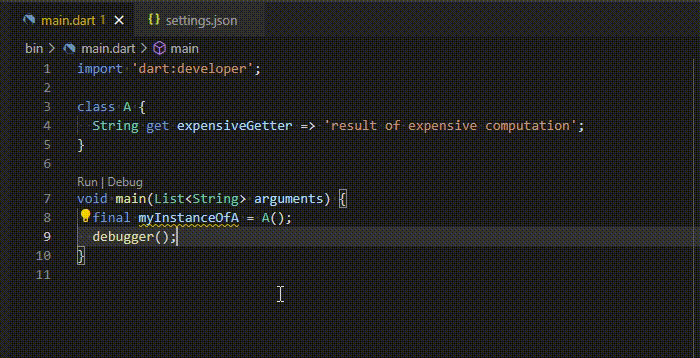 main.dart 1 × {} settings.json
bin > main.dart > main
1 import 'dart:developer';
2
3 class A {
4 String get expensiveGetter => 'result of expensive computation';
5 }
6
Run | Debug
7 void main(List<String> arguments) {
8 final myInstanceOfA = A();
9 debugger();
10 }
11